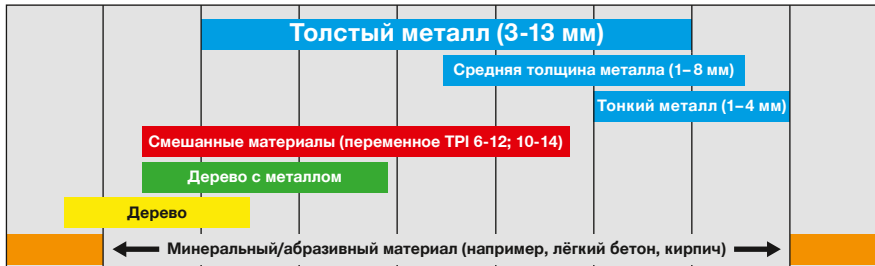 Толстый металл (3-13 мм)
Средняя толщина металла (1–8 мм)
Тонкий металл (1–4 мм)
Смешанные материалы (переменное TPI 6-12; 10-14)
Дерево с металлом
Дерево
Минеральный/абразивный материал (например, лёгкий бетон, кирпич)